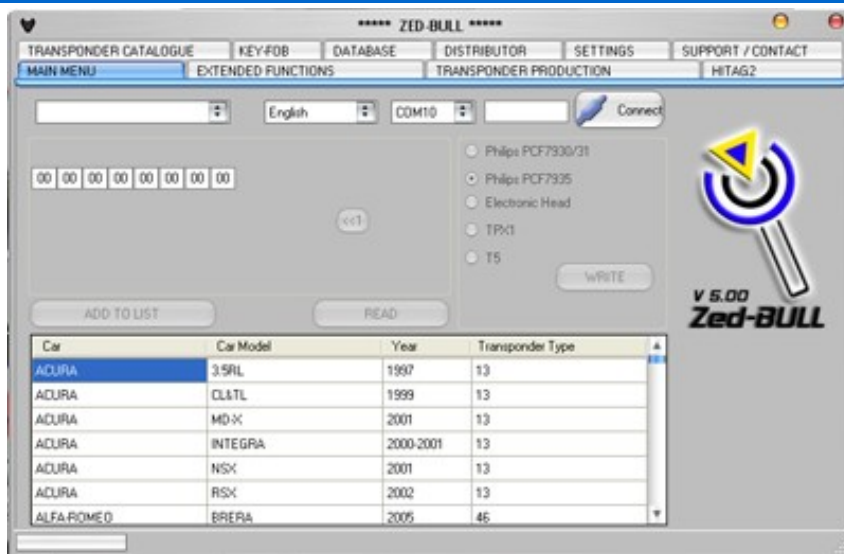 ***** ZED-BULL *****
TRANSPONDER CATALOGUE KEY-FOB DATABASE DISTRIBUTOR SETTINGS SUPPORT / CONTACT
MAIN MENU EXTENDED FUNCTIONS TRANSPONDER PRODUCTION HITAG2
English COM10 Connect
Philips PCF7930/31
00 00 00 00 00 00 00 00 Philips PCF7935
Electronic Head
<<1 TPX1
T5
WRITE
ADD TO LIST READ
V 5.00
Zed-BULL
Car Car Model Year Transponder Type
ACURA 3.5RL 1997 13
ACURA CL&TL 1999 13
ACURA MD-X 2001 13
ACURA INTEGRA 2000-2001 13
ACURA NSX 2001 13
ACURA RSX 2002 13
ALFA-ROMEO BRERA 2005 46